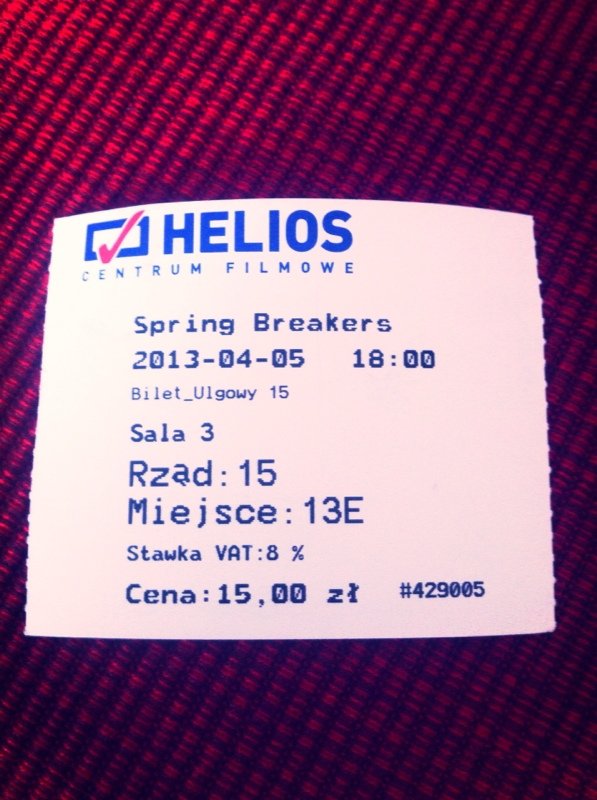 HELIOS
CENTRUM FILMOWE
Spring Breakers
2013-04-05 18:00
Bilet_Ulgowy 15
Sala 3
Rząd:15
Miejsce:13E
Stawka VAT:8 %
Cena:15,00 zł #429005